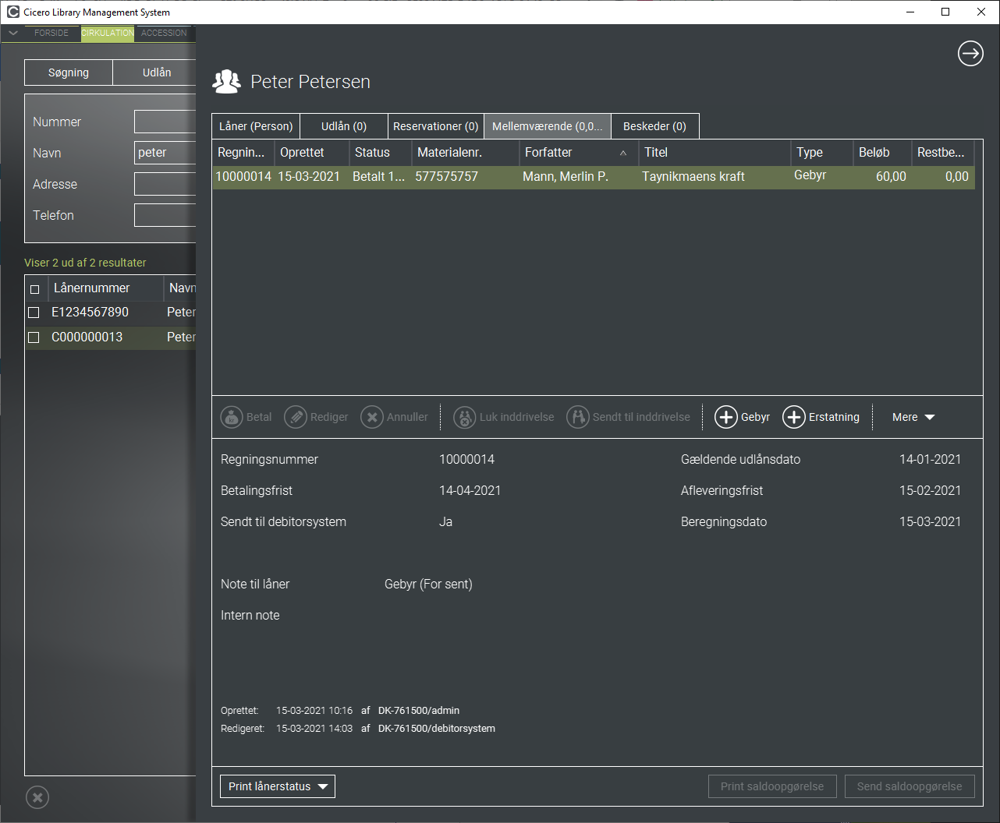 Cicero Library Management System
FORSIDE CIRKULATION ACCESSION
Søgning Udlån
Nummer
Navn peter
Adresse
Telefon
Viser 2 ud af 2 resultater
Lånernummer Navn
E1234567890 Peter
C000000013 Peter
Peter Petersen
Låner (Person) Udlån (0) Reservationer (0) Mellemværende (0,0... Beskeder (0)
Regnin... Oprettet Status Materialenr. Forfatter Titel Type Beløb Restbe...
10000014 15-03-2021 Betalt 1... 577575757 Mann, Merlin P. Taynikmaens kraft Gebyr 60,00 0,00
kr Betal Rediger Annuller Luk inddrivelse Sendt til inddrivelse Gebyr Erstatning Mere
Regningsnummer 10000014 Gældende udlånsdato 14-01-2021
Betalingsfrist 14-04-2021 Afleveringsfrist 15-02-2021
Sendt til debitorsystem Ja Beregningsdato 15-03-2021
Note til låner Gebyr (For sent)
Intern note
Oprettet: 15-03-2021 10:16 af DK-761500/admin
Redigeret: 15-03-2021 14:03 af DK-761500/debitorsystem
Print lånerstatus Print saldoopgørelse Send saldoopgørelse